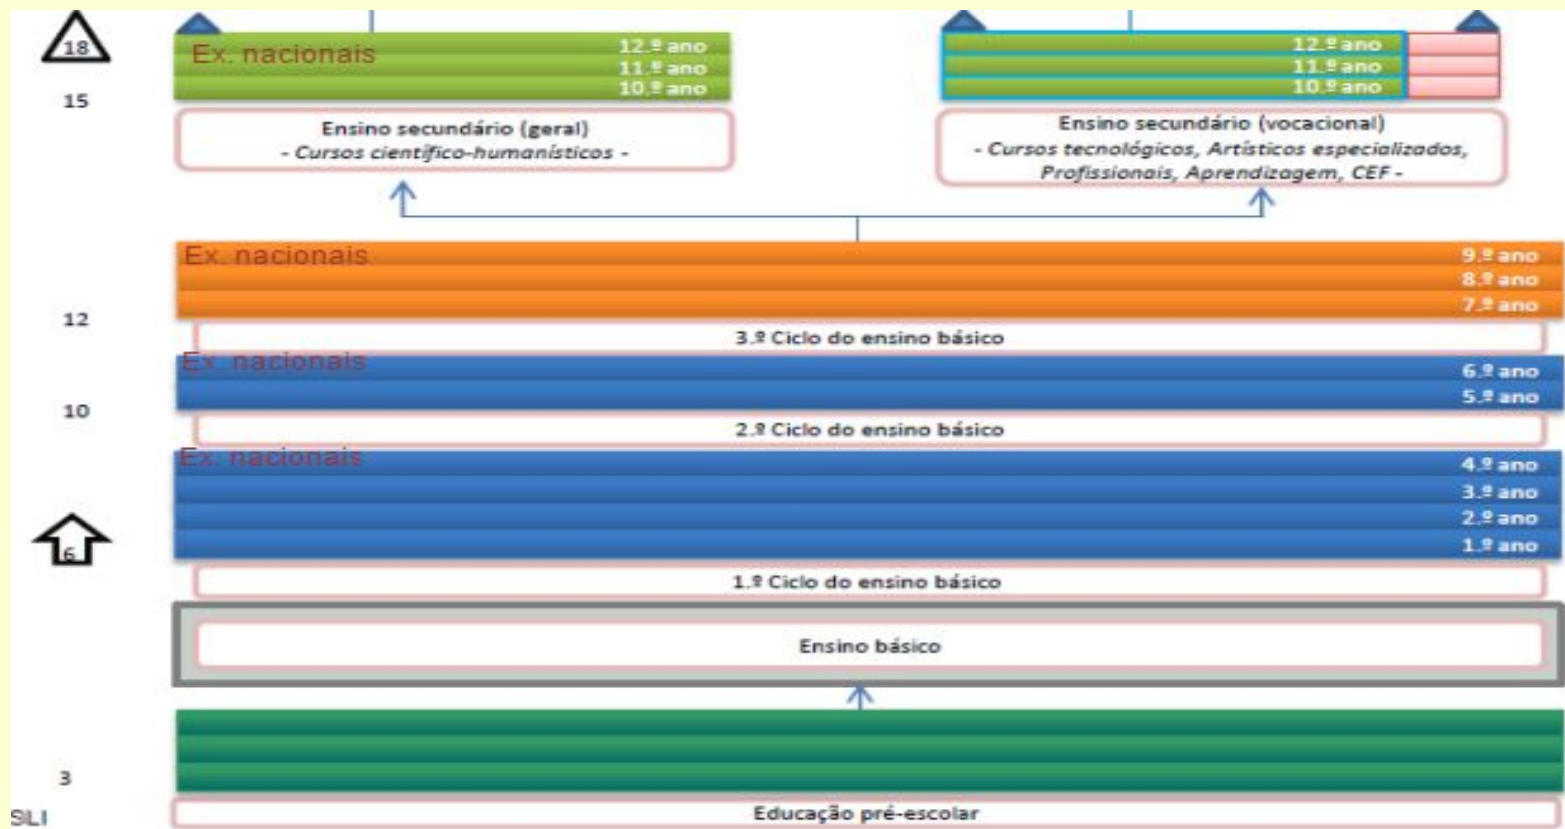 18
Ex. nacionais
12.º ano
12.º ano
11.º ano
11.º ano
10.º ano
10.º ano
15
Ensino secundário (geral)
- Cursos científico-humanísticos -
Ensino secundário (vocacional)
- Cursos tecnológicos, Artísticos especializados,
Profissionais, Aprendizagem, CEF -
Ex. nacionais
9.º ano
8.º ano
7.º ano
12
3.º Ciclo do ensino básico
Ex. nacionais
6.º ano
5.º ano
10
2.º Ciclo do ensino básico
Ex. nacionais
4.º ano
3.º ano
2.º ano
6
1.º ano
1.º Ciclo do ensino básico
Ensino básico
3
SLI
Educação pré-escolar